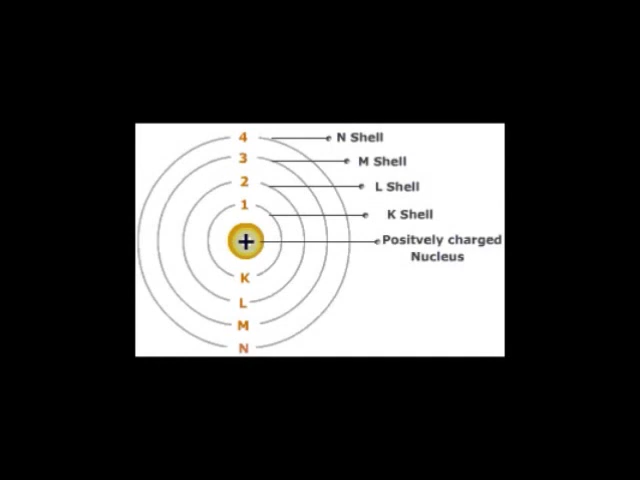 4 N Shell
3 M Shell
2 L Shell
1 K Shell
+ Positvely charged
Nucleus
K
L
M
N